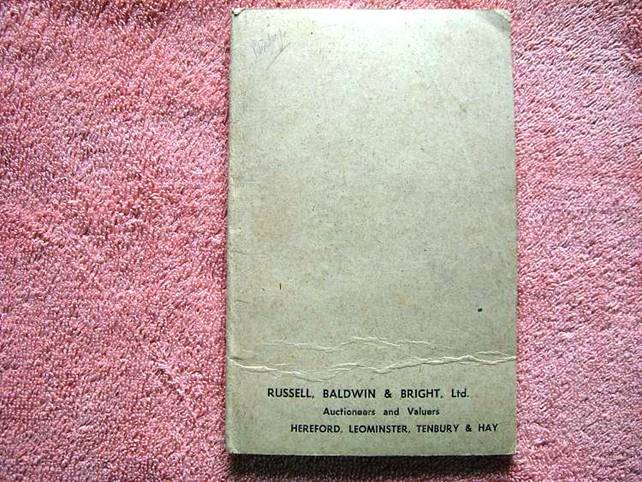 RUSSELL, BALDWIN & BRIGHT, Ltd.
Auctioneers and Valuers
HEREFORD, LEOMINSTER, TENBURY & HAY